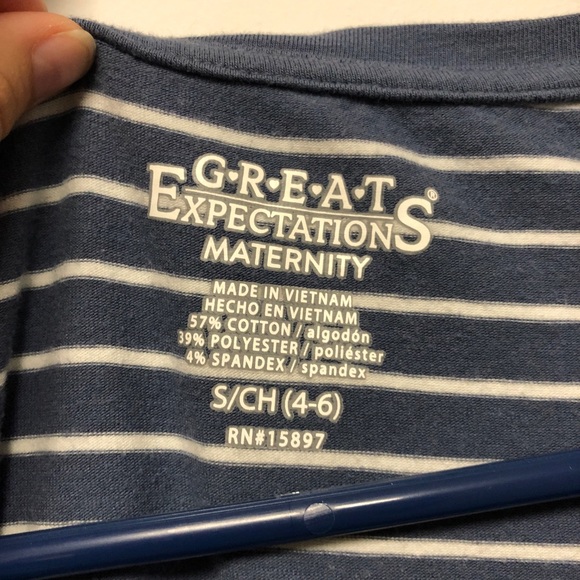 G·R·E·A·T
EXPECTATIONS®
MATERNITY
MADE IN VIETNAM
HECHO EN VIETNAM
57% COTTON / algodón
39% POLYESTER / poliéster
4% SPANDEX / spandex
S/CH (4-6)
RN#15897